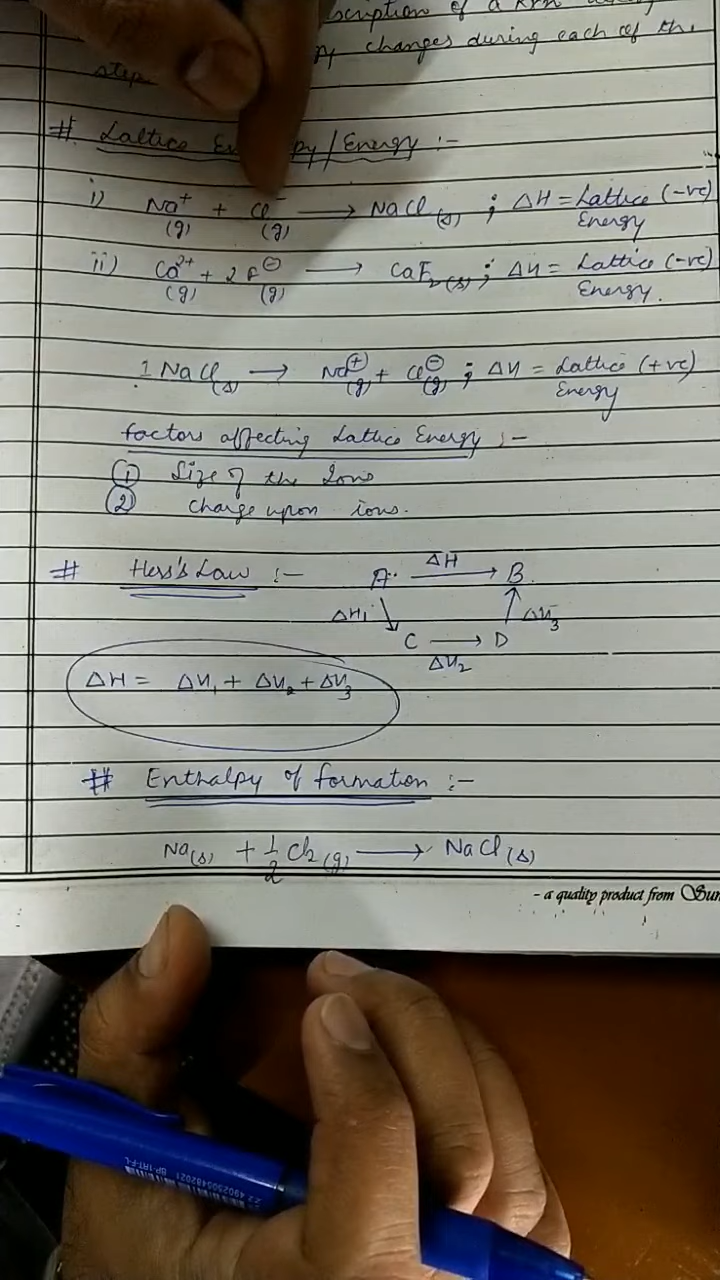 of a
changes during each of the
step
# Lattice /Energy :-
i) Na⁺(g) + Cl⁻(g) ⟶ NaCl(s) ; ΔH = Lattice (-ve) Energy
ii) Ca²⁺(g) + 2F⊖(g) ⟶ CaF₂(s) ; ΔH = Lattice (-ve) Energy.
1 NaCl(s) ⟶ Na⊕(g) + Cl⊖(g) ; ΔH = Lattice (+ve) Energy
factors affecting Lattice Energy :-
① Size of the Ions
② Charge upon ions.
# Hess's Law :- A ΔH ⟶ B
ΔH₁ ΔH₃
C ⟶ D
ΔH₂
ΔH = ΔH₁ + ΔH₂ + ΔH₃
# Enthalpy of formation :-
Na(s) + ½ Cl₂(g) ⟶ NaCl(s)
- a quality product from